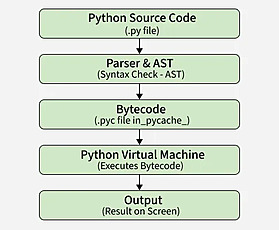 Python Source Code
(.py file)
Parser & AST
(Syntax Check - AST)
Bytecode
(.pyc file in_pycache_)
Python Virtual Machine
(Executes Bytecode)
Output
(Result on Screen)